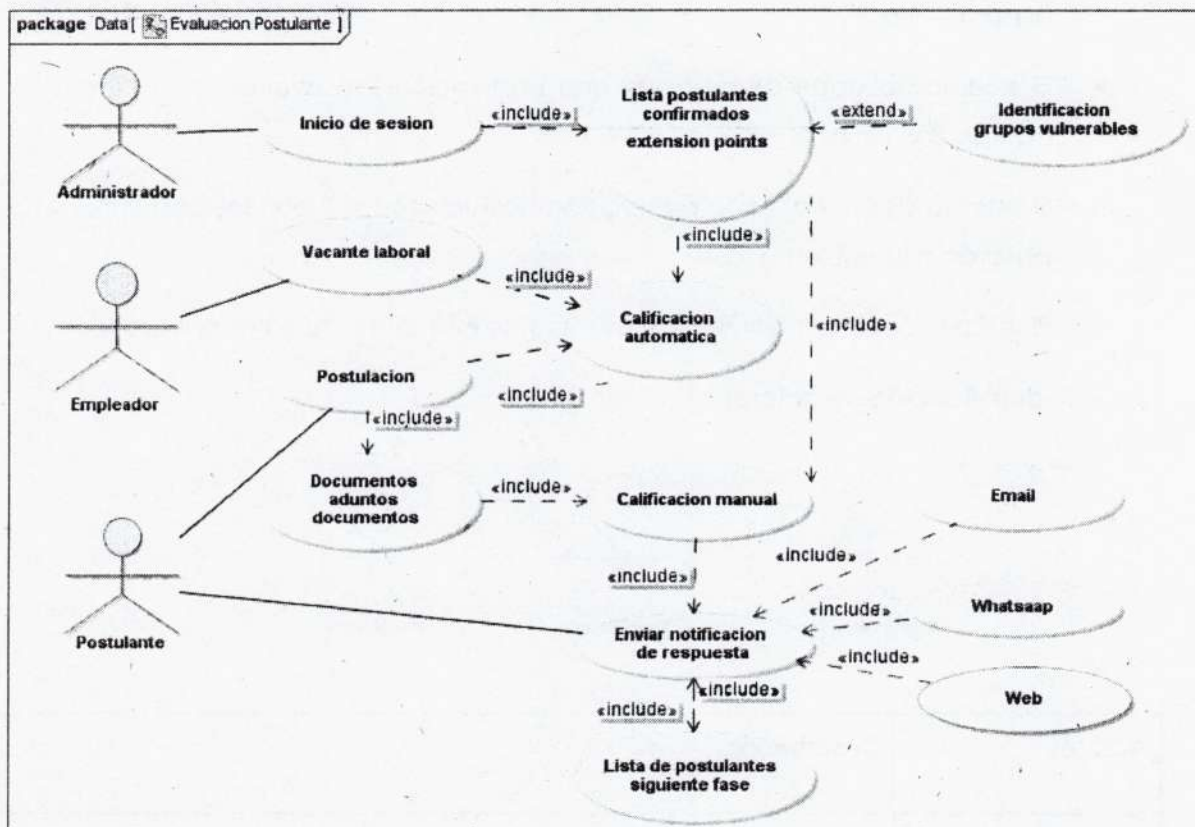 package Data[ Evaluacion Postulante ]
Administrador
Inicio de sesion
«include»
Lista postulantes
confirmados
extension points
«extend»
Identificacion
grupos vulnerables
Empleador
Vacante laboral
«include»
«include»
Calificacion
automatica
«include»
Postulacion
«include»
«include»
Documentos
aduntos
documentos
«include»
Calificacion manual
Email
Postulante
«include»
«include»
Enviar notificacion
de respuesta
«include»
Whatsaap
«include»
Web
«include»
«include»
Lista de postulantes
siguiente fase